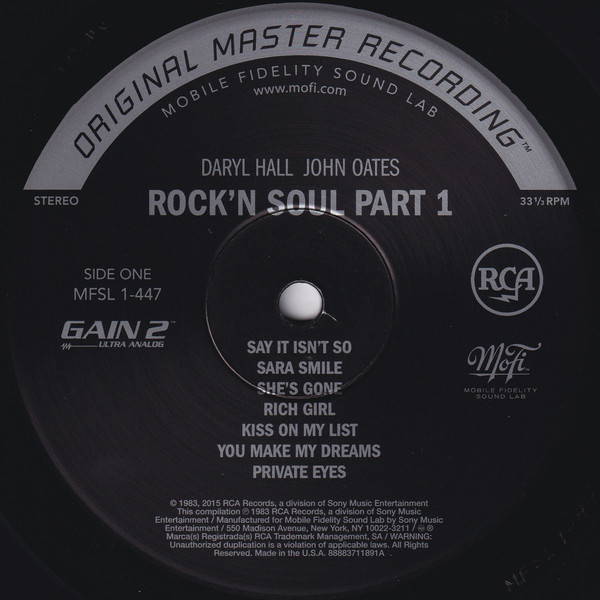 ORIGINAL MASTER RECORDING™
MOBILE FIDELITY SOUND LAB
www.mofi.com
DARYL HALL JOHN OATES
STEREO
ROCK'N SOUL PART 1
33 1/3 RPM
SIDE ONE
MFSL 1-447
RCA
GAIN 2™
ULTRA ANALOG
MoFi™
MOBILE FIDELITY
SOUND LAB
SAY IT ISN'T SO
SARA SMILE
SHE'S GONE
RICH GIRL
KISS ON MY LIST
YOU MAKE MY DREAMS
PRIVATE EYES
© 1983, 2015 RCA Records, a division of Sony Music Entertainment
This compilation ℗ 1983 RCA Records, a division of Sony Music
Entertainment / Manufactured for Mobile Fidelity Sound Lab by Sony Music
Entertainment / 550 Madison Avenue, New York, NY 10022-3211 / ®
Marca(s) Registrada(s) RCA Trademark Management, SA / WARNING:
Unauthorized duplication is a violation of applicable laws. All Rights
Reserved. Made in the U.S.A. 88883711891A